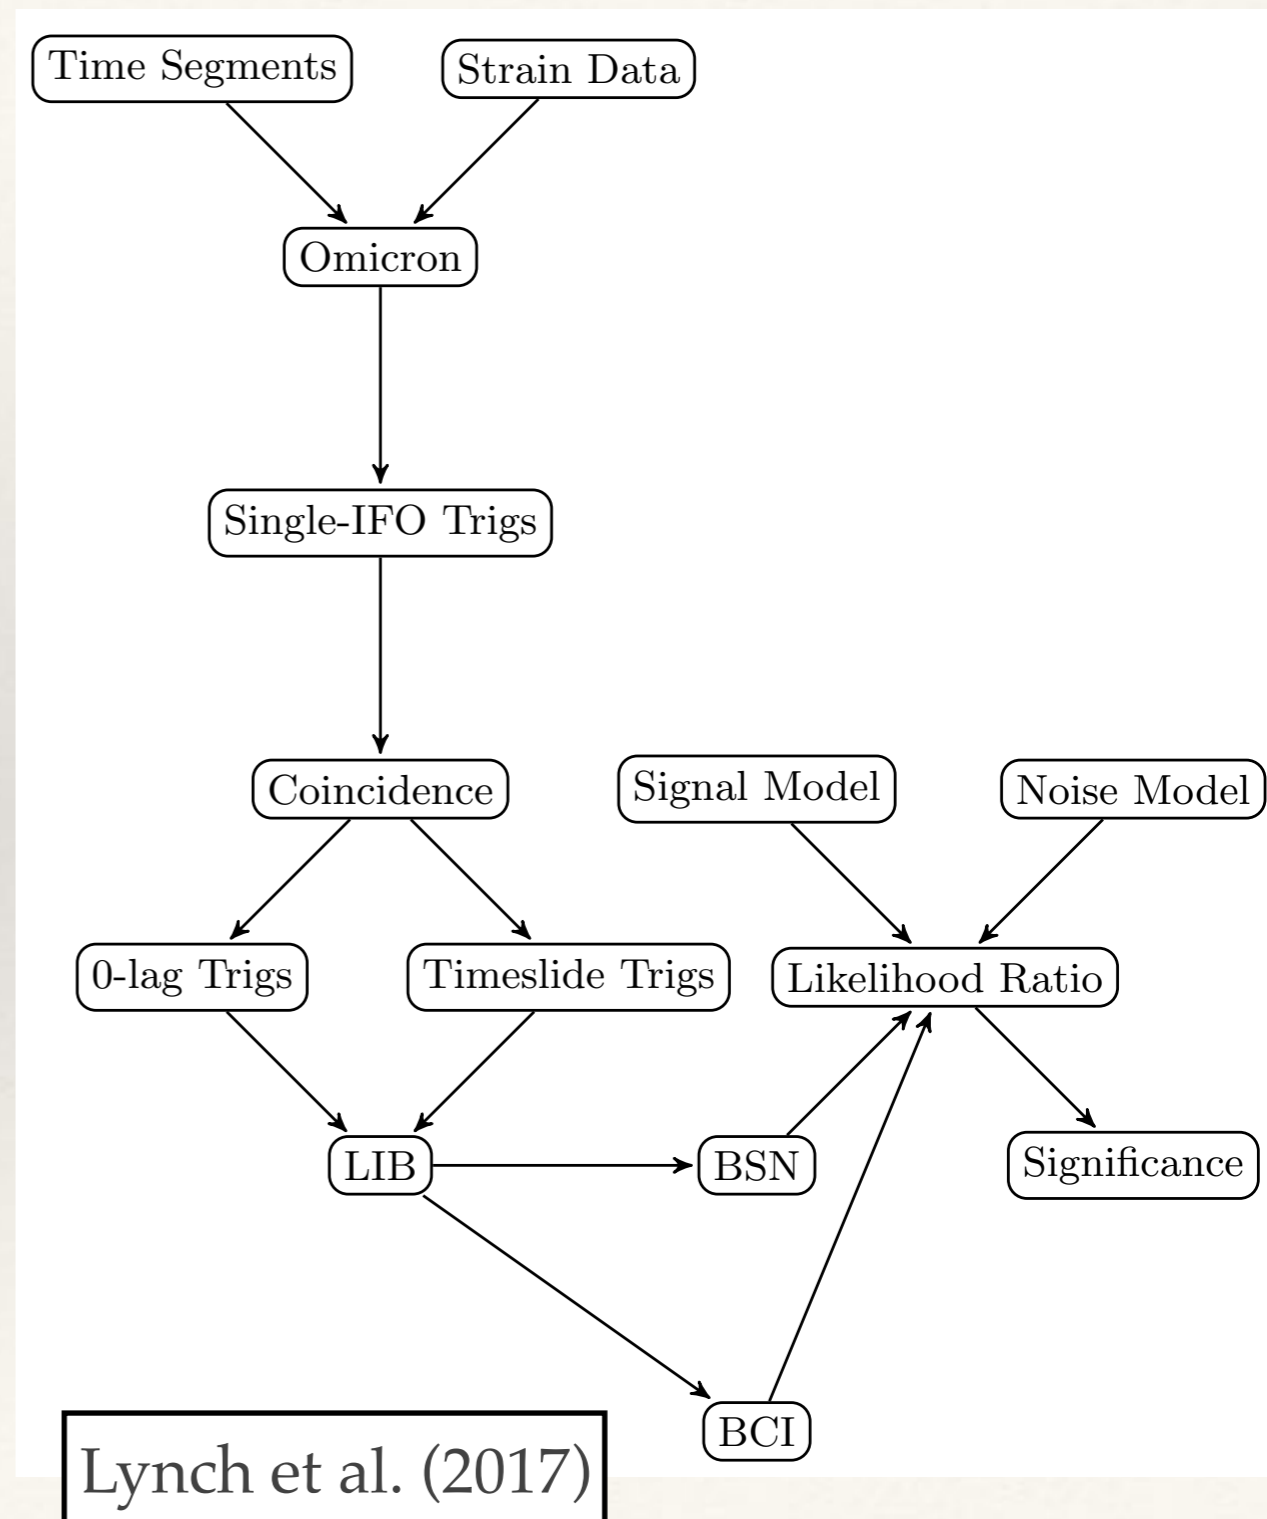 Time Segments
Strain Data
Omicron
Single-IFO Trigs
Coincidence
Signal Model
Noise Model
0-lag Trigs
Timeslide Trigs
Likelihood Ratio
LIB
BSN
Significance
BCI
Lynch et al. (2017)